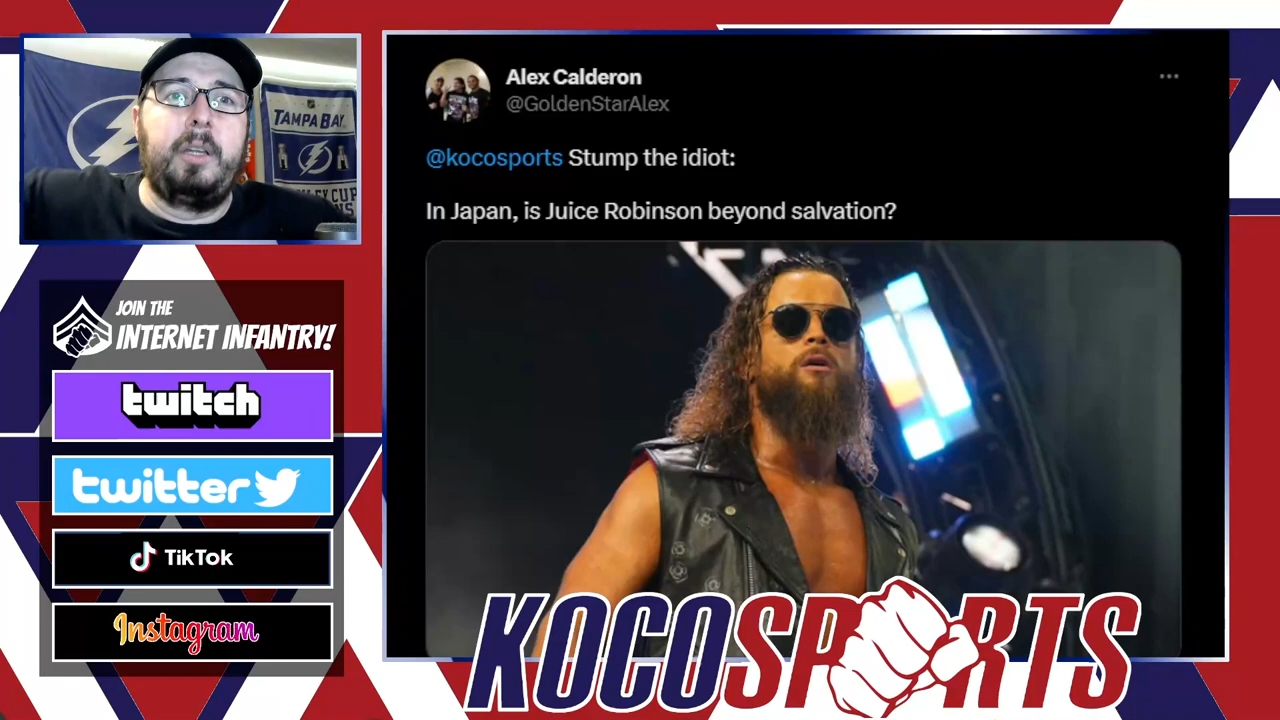 TAMPA BAY
Alex Calderon
@GoldenStarAlex
@kocosports Stump the idiot:
In Japan, is Juice Robinson beyond salvation?
JOIN THE
INTERNET INFANTRY!
twitch
twitter
TikTok
Instagram
KOCOSPORTS